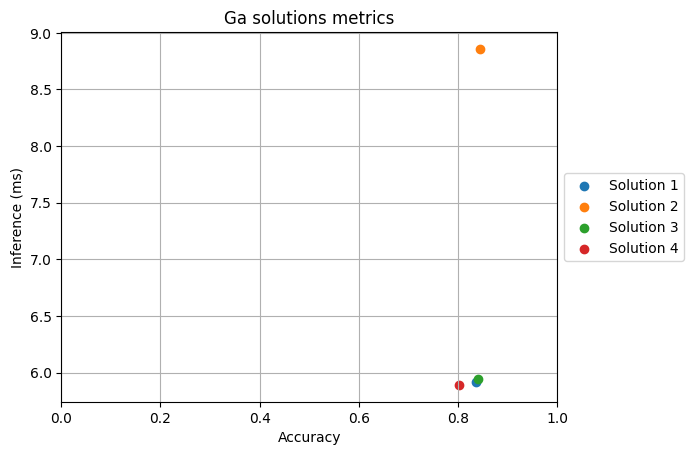 Ga solutions metrics
Inference (ms)
9.0
8.5
8.0
7.5
7.0
6.5
6.0
0.0 0.2 0.4 0.6 0.8 1.0
Accuracy
Solution 1
Solution 2
Solution 3
Solution 4